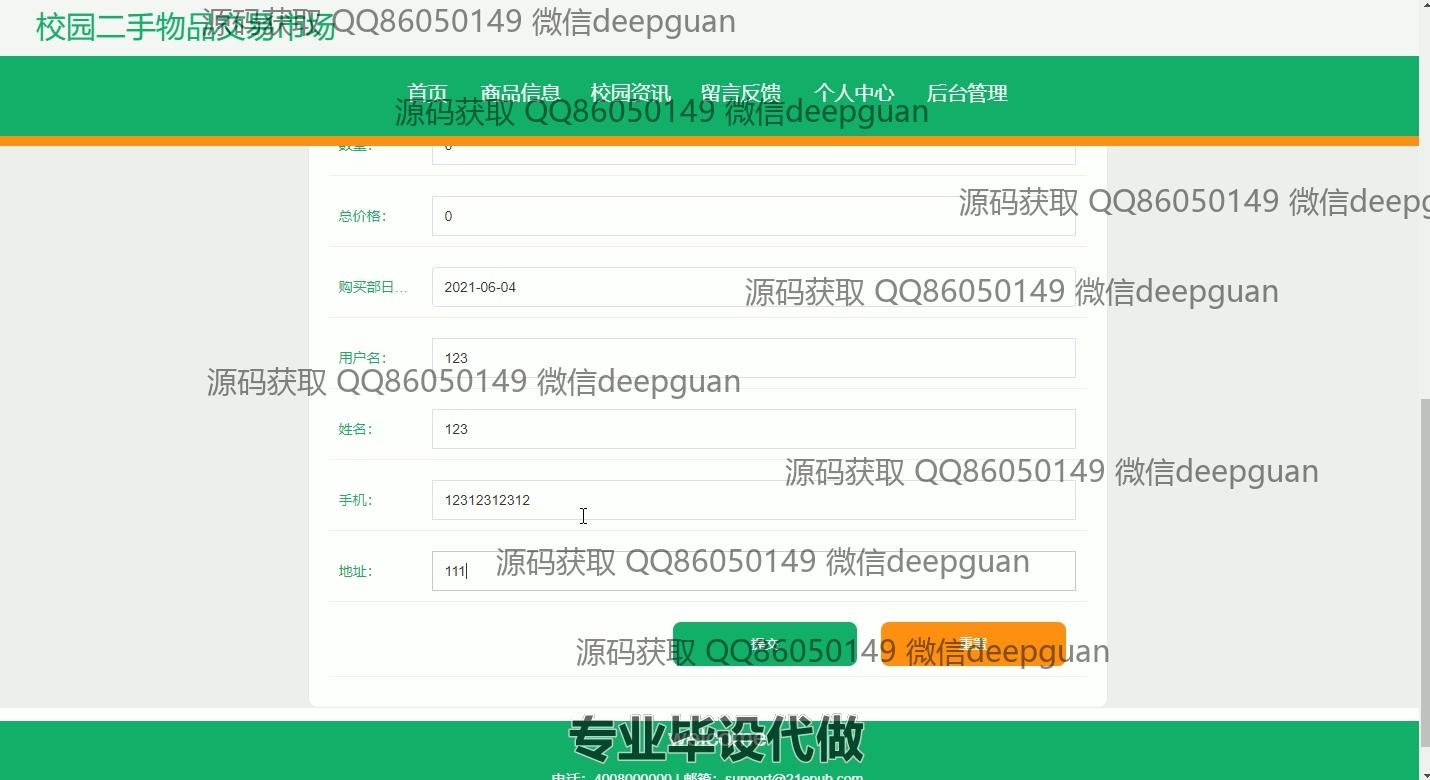 校园二手物品交易市场
源码获取 QQ86050149 微信deepguan
首页 商品信息 校园资讯 留言反馈 个人中心 后台管理
源码获取 QQ86050149 微信deepguan
数量： 0
源码获取 QQ86050149 微信deepg
总价格： 0
购买部日... 2021-06-04
源码获取 QQ86050149 微信deepguan
用户名： 123
源码获取 QQ86050149 微信deepguan
姓名： 123
源码获取 QQ86050149 微信deepguan
手机： 12312312312
地址： 111
源码获取 QQ86050149 微信deepguan
提交 重置
源码获取 QQ86050149 微信deepguan
专业毕设代做
welcome
电话：4008000000 | 邮箱：support@21epub.com